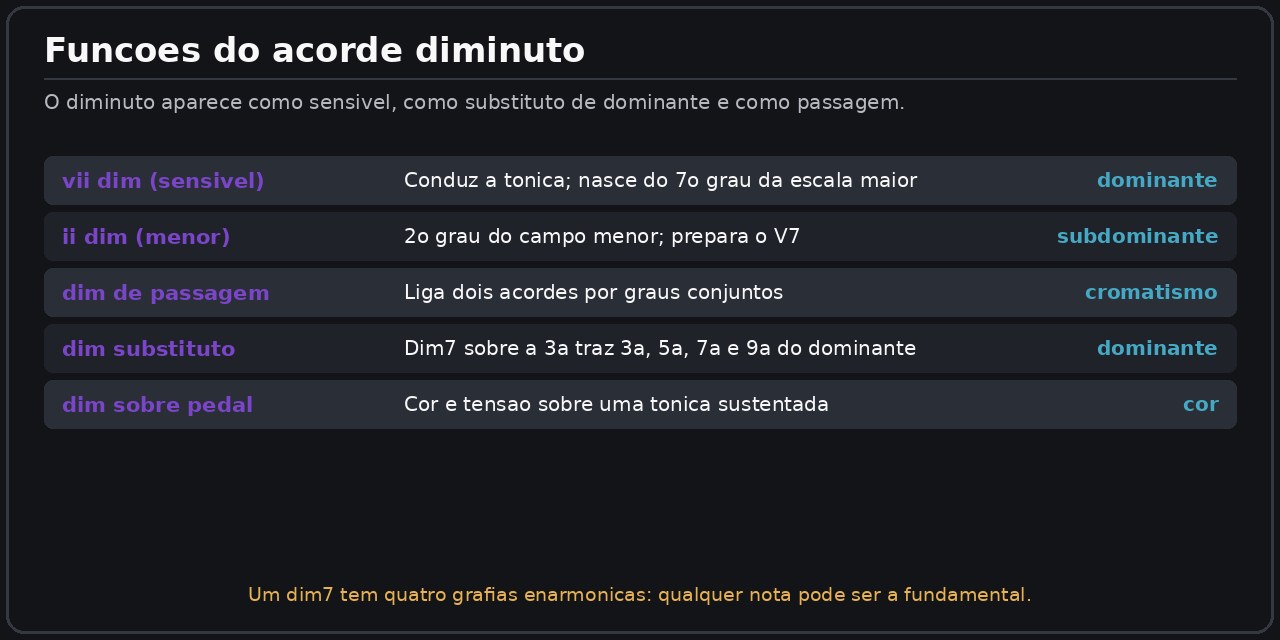 Funcoes do acorde diminuto
O diminuto aparece como sensivel, como substituto de dominante e como passagem.
vii dim (sensivel) Conduz a tonica; nasce do 7o grau da escala maior dominante
ii dim (menor) 2o grau do campo menor; prepara o V7 subdominante
dim de passagem Liga dois acordes por graus conjuntos cromatismo
dim substituto Dim7 sobre a 3a traz 3a, 5a, 7a e 9a do dominante dominante
dim sobre pedal Cor e tensao sobre uma tonica sustentada cor
Um dim7 tem quatro grafias enarmonicas: qualquer nota pode ser a fundamental.